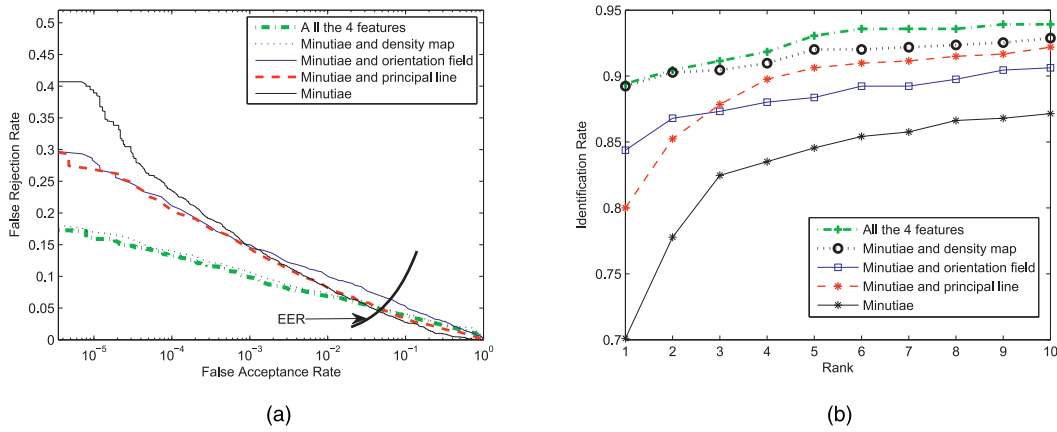 0.5
0.45
0.4
0.35
0.3
0.25
0.2
0.15
0.1
0.05
0
False Rejection Rate
A ll the 4 features
Minutiae and density map
Minutiae and orientation field
Minutiae and principal line
Minutiae
EER
10^-5
10^-4
10^-3
10^-2
10^-1
10^0
False Acceptance Rate
(a)
0.95
0.9
0.85
0.8
0.75
0.7
Identification Rate
All the 4 features
Minutiae and density map
Minutiae and orientation field
Minutiae and principal line
Minutiae
1 2 3 4 5 6 7 8 9 10
Rank
(b)